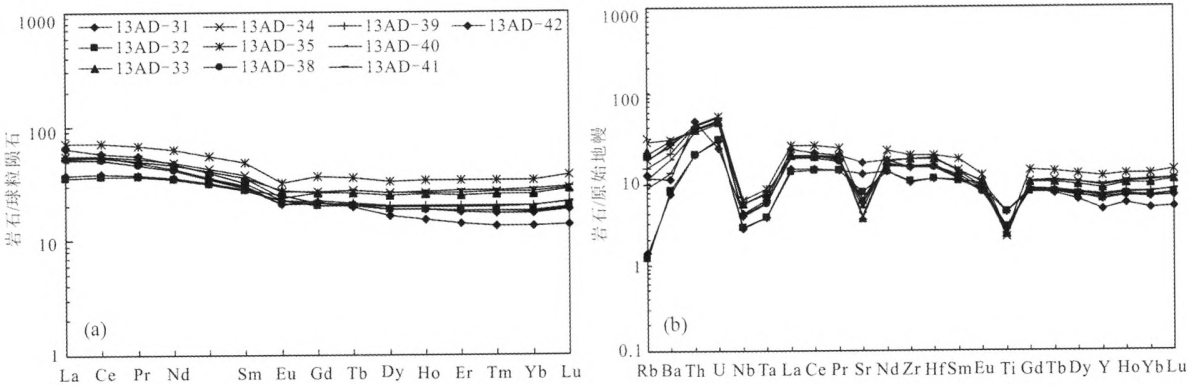 1000
100
10
1
岩石/球粒陨石
13AD-31 13AD-34 13AD-39 13AD-42
13AD-32 13AD-35 13AD-40
13AD-33 13AD-38 13AD-41
(a)
La Ce Pr Nd Sm Eu Gd Tb Dy Ho Er Tm Yb Lu
1000
100
10
1
0.1
岩石/原始地幔
(b)
Rb Ba Th U Nb Ta La Ce Pr Sr Nd Zr Hf Sm Eu Ti Gd Tb Dy Y Ho Yb Lu